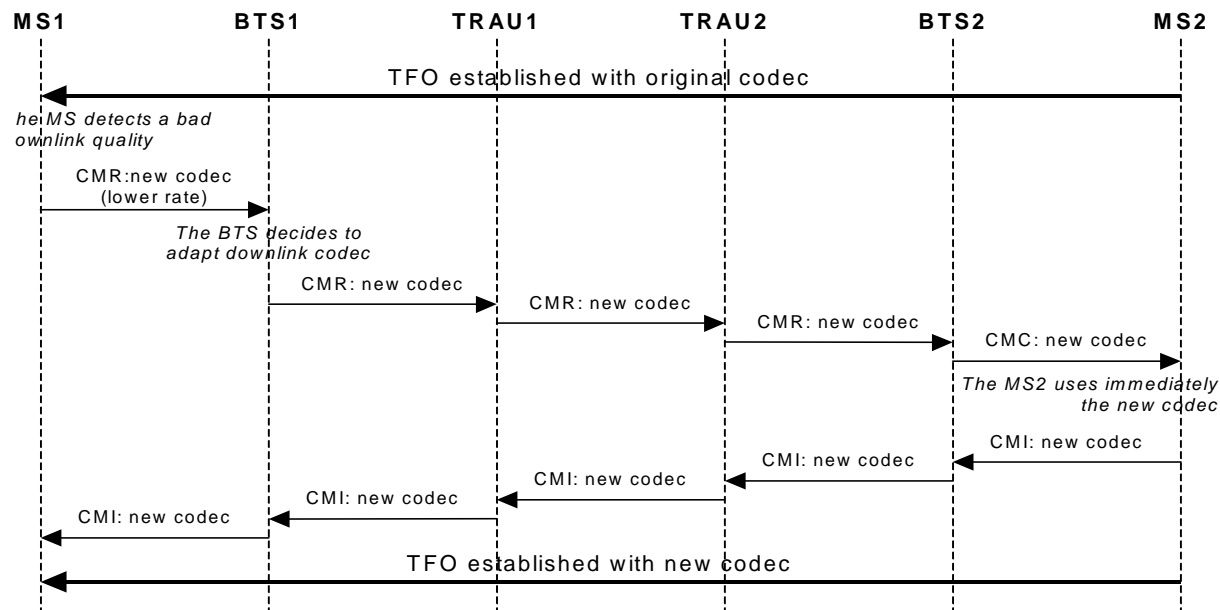 MS1 BTS1 TRAU1 TRAU2 BTS2 MS2
TFO established with original codec
he MS detects a bad
ownlink quality
CMR:new codec
(lower rate)
The BTS decides to
adapt downlink codec
CMR: new codec
CMR: new codec
CMR: new codec
CMC: new codec
The MS2 uses immediately
the new codec
CMI: new codec
CMI: new codec
CMI: new codec
CMI: new codec
CMI: new codec
TFO established with new codec